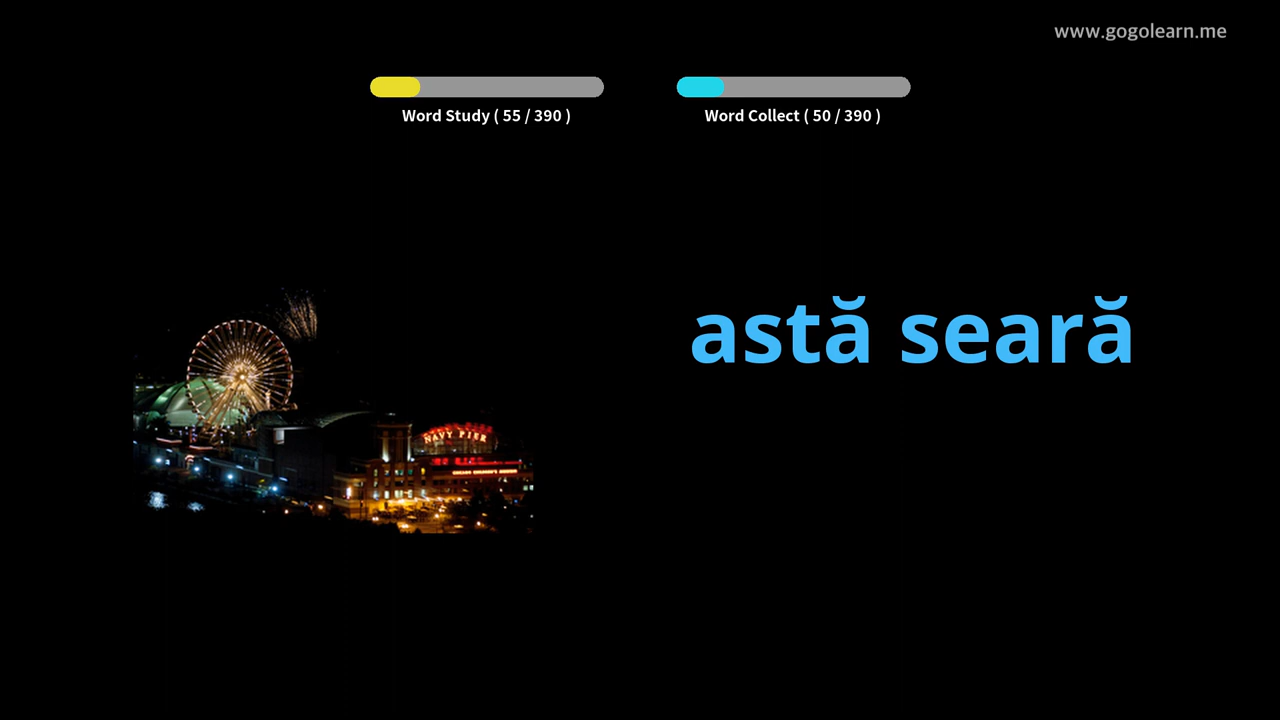 www.gogolearn.me
Word Study ( 55 / 390 )
Word Collect ( 50 / 390 )
astă seară
NAVY PIER